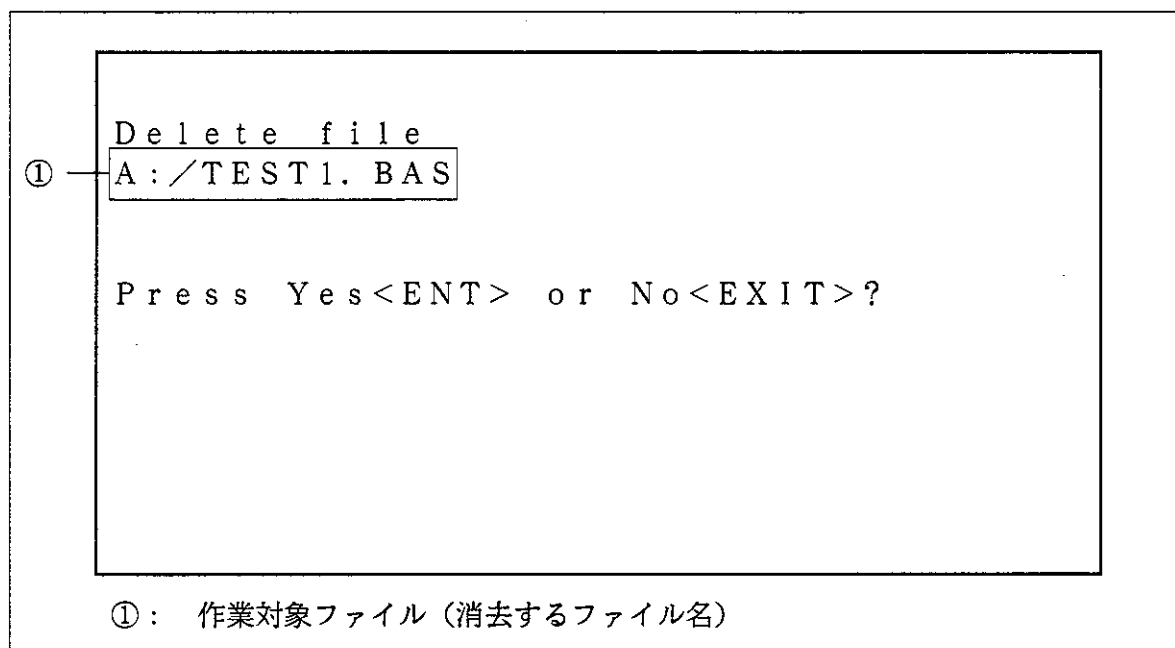 Delete file
① A:/TEST1. BAS
Press Yes<ENT> or No<EXIT>?
①: 作業対象ファイル(消去するファイル名)